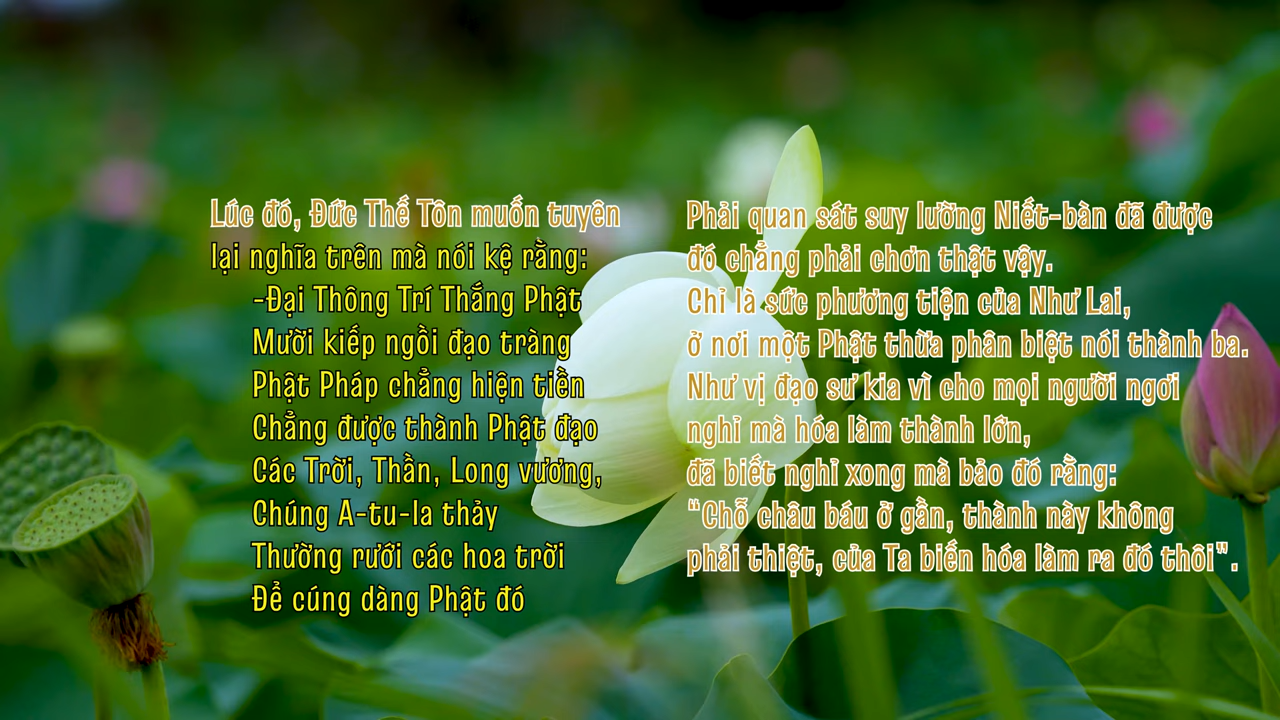 Lúc đó, Đức Thế Tôn muốn tuyên
lại nghĩa trên mà nói kệ rằng:
-Đại Thông Trí Thắng Phật
Mười kiếp ngồi đạo tràng
Phật Pháp chẳng hiện tiền
Chẳng được thành Phật đạo
Các Trời, Thần, Long vương,
Chúng A-tu-la thảy
Thường rưới các hoa trời
Để cúng dàng Phật đó
Phải quan sát suy lường Niết-bàn đã được
đó chẳng phải chơn thật vậy.
Chỉ là sức phương tiện của Như Lai,
ở nơi một Phật thừa phân biệt nói thành ba.
Như vị đạo sư kia vì cho mọi người ngơi
nghỉ mà hóa làm thành lớn,
đã biết nghỉ xong mà bảo đó rằng:
“Chỗ châu báu ở gần, thành này không
phải thiệt, của Ta biến hóa làm ra đó thôi”.